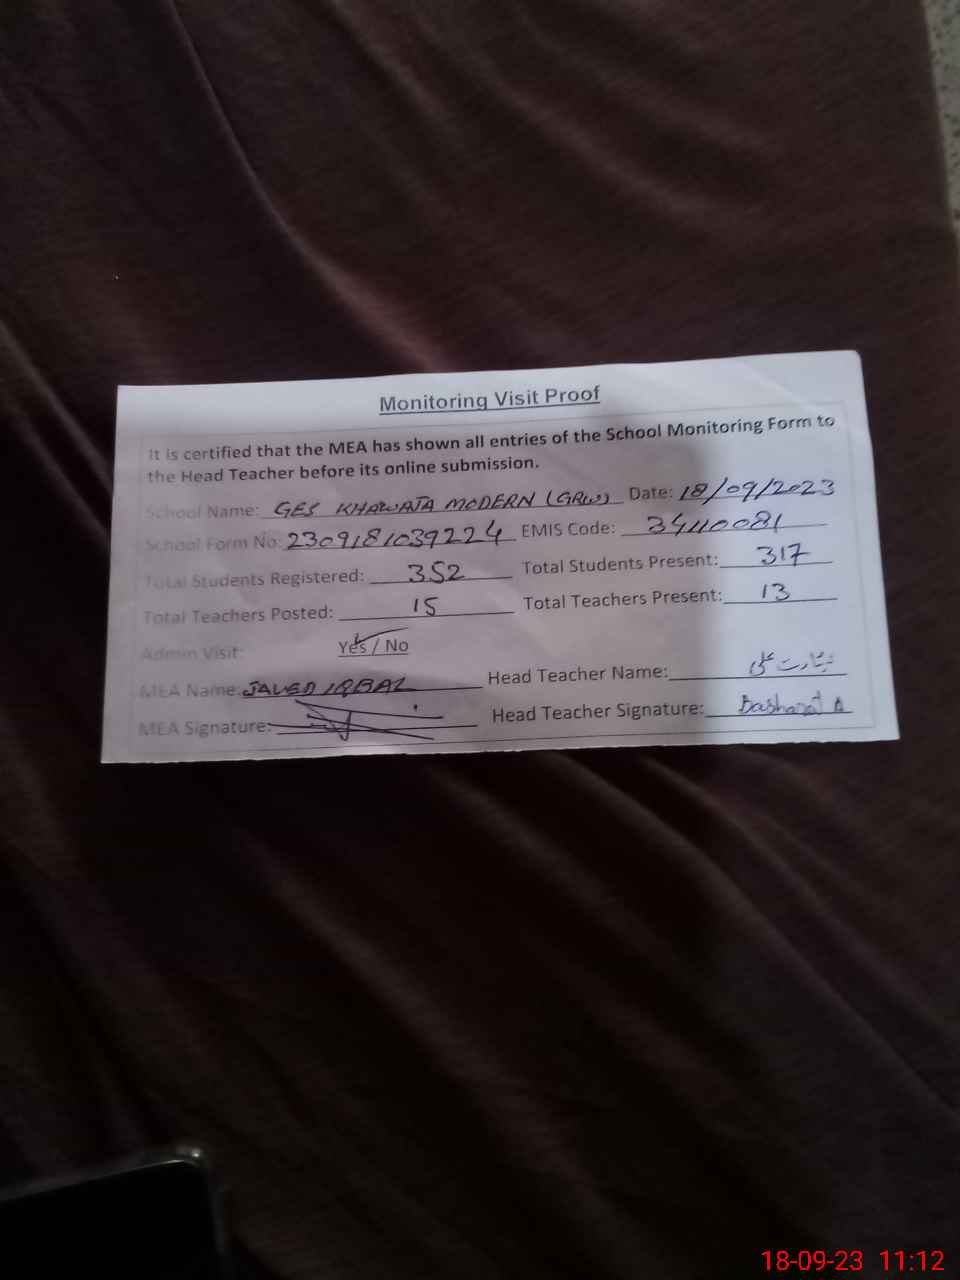 Monitoring Visit Proof
It is certified that the MEA has shown all entries of the School Monitoring Form to
the Head Teacher before its online submission.
School Name: GES KHAWAJA MODERN (GRW) Date: 18/09/2023
School Form No: 2309181039224 EMIS Code: 34110081
Total Students Registered: 352 Total Students Present: 317
Total Teachers Posted: 15 Total Teachers Present: 13
Admin Visit: Yes / No
MEA Name: JAVED IQBAL Head Teacher Name: بشارت علی
MEA Signature: Head Teacher Signature: Basharat A
18-09-23 11:12